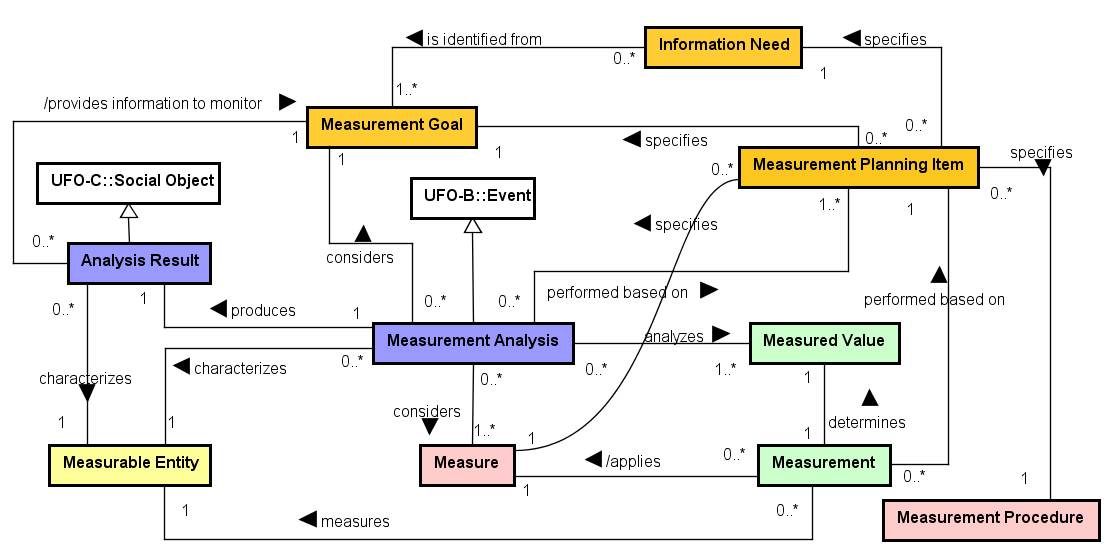 is identified from
Information Need
specifies
0..*
1
1..*
/provides information to monitor
Measurement Goal
1
1
1
specifies
0..*
0..*
specifies
Measurement Planning Item
0..*
0..*
UFO-C::Social Object
UFO-B::Event
1..*
1
specifies
0..*
Analysis Result
considers
0..*
1
0..*
0..*
performed based on
performed based on
produces
1
Measurement Analysis
analyzes
Measured Value
0..*
characterizes
0..*
0..*
1..*
1
characterizes
considers
determines
1
1
1..*
1
1
Measurable Entity
Measure
/applies
0..*
Measurement
0..*
1
1
1
measures
0..*
Measurement Procedure